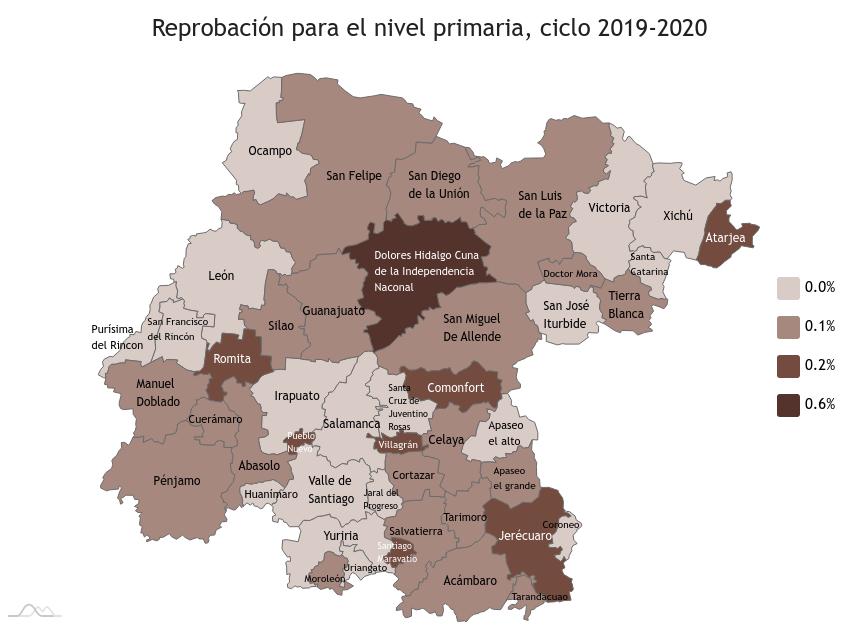 Reprobación para el nivel primaria, ciclo 2019-2020
Ocampo
San Felipe
San Diego
de la Unión
San Luis
de la Paz
Victoria
Xichú
Atarjea
Santa
Catarina
Doctor Mora
Tierra
Blanca
San José
Iturbide
Dolores Hidalgo Cuna
de la Independencia
Naconal
León
Guanajuato
San Miguel
De Allende
Silao
San Francisco
del Rincón
Purísima
del Rincon
Romita
Manuel
Doblado
Irapuato
Santa
Cruz de
Juventino
Rosas
Comonfort
Cuerámaro
Salamanca
Pueblo
Nuevo
Villagrán
Celaya
Apaseo
el alto
Abasolo
Pénjamo
Huanimaro
Valle de
Santiago
Jaral del
Progreso
Cortazar
Apaseo
el grande
Tarimoro
Salvatierra
Jerécuaro
Coroneo
Yuriria
Santiago
Maravatío
Uriangato
Moroleón
Acámbaro
Tarandacuao
0.0%
0.1%
0.2%
0.6%